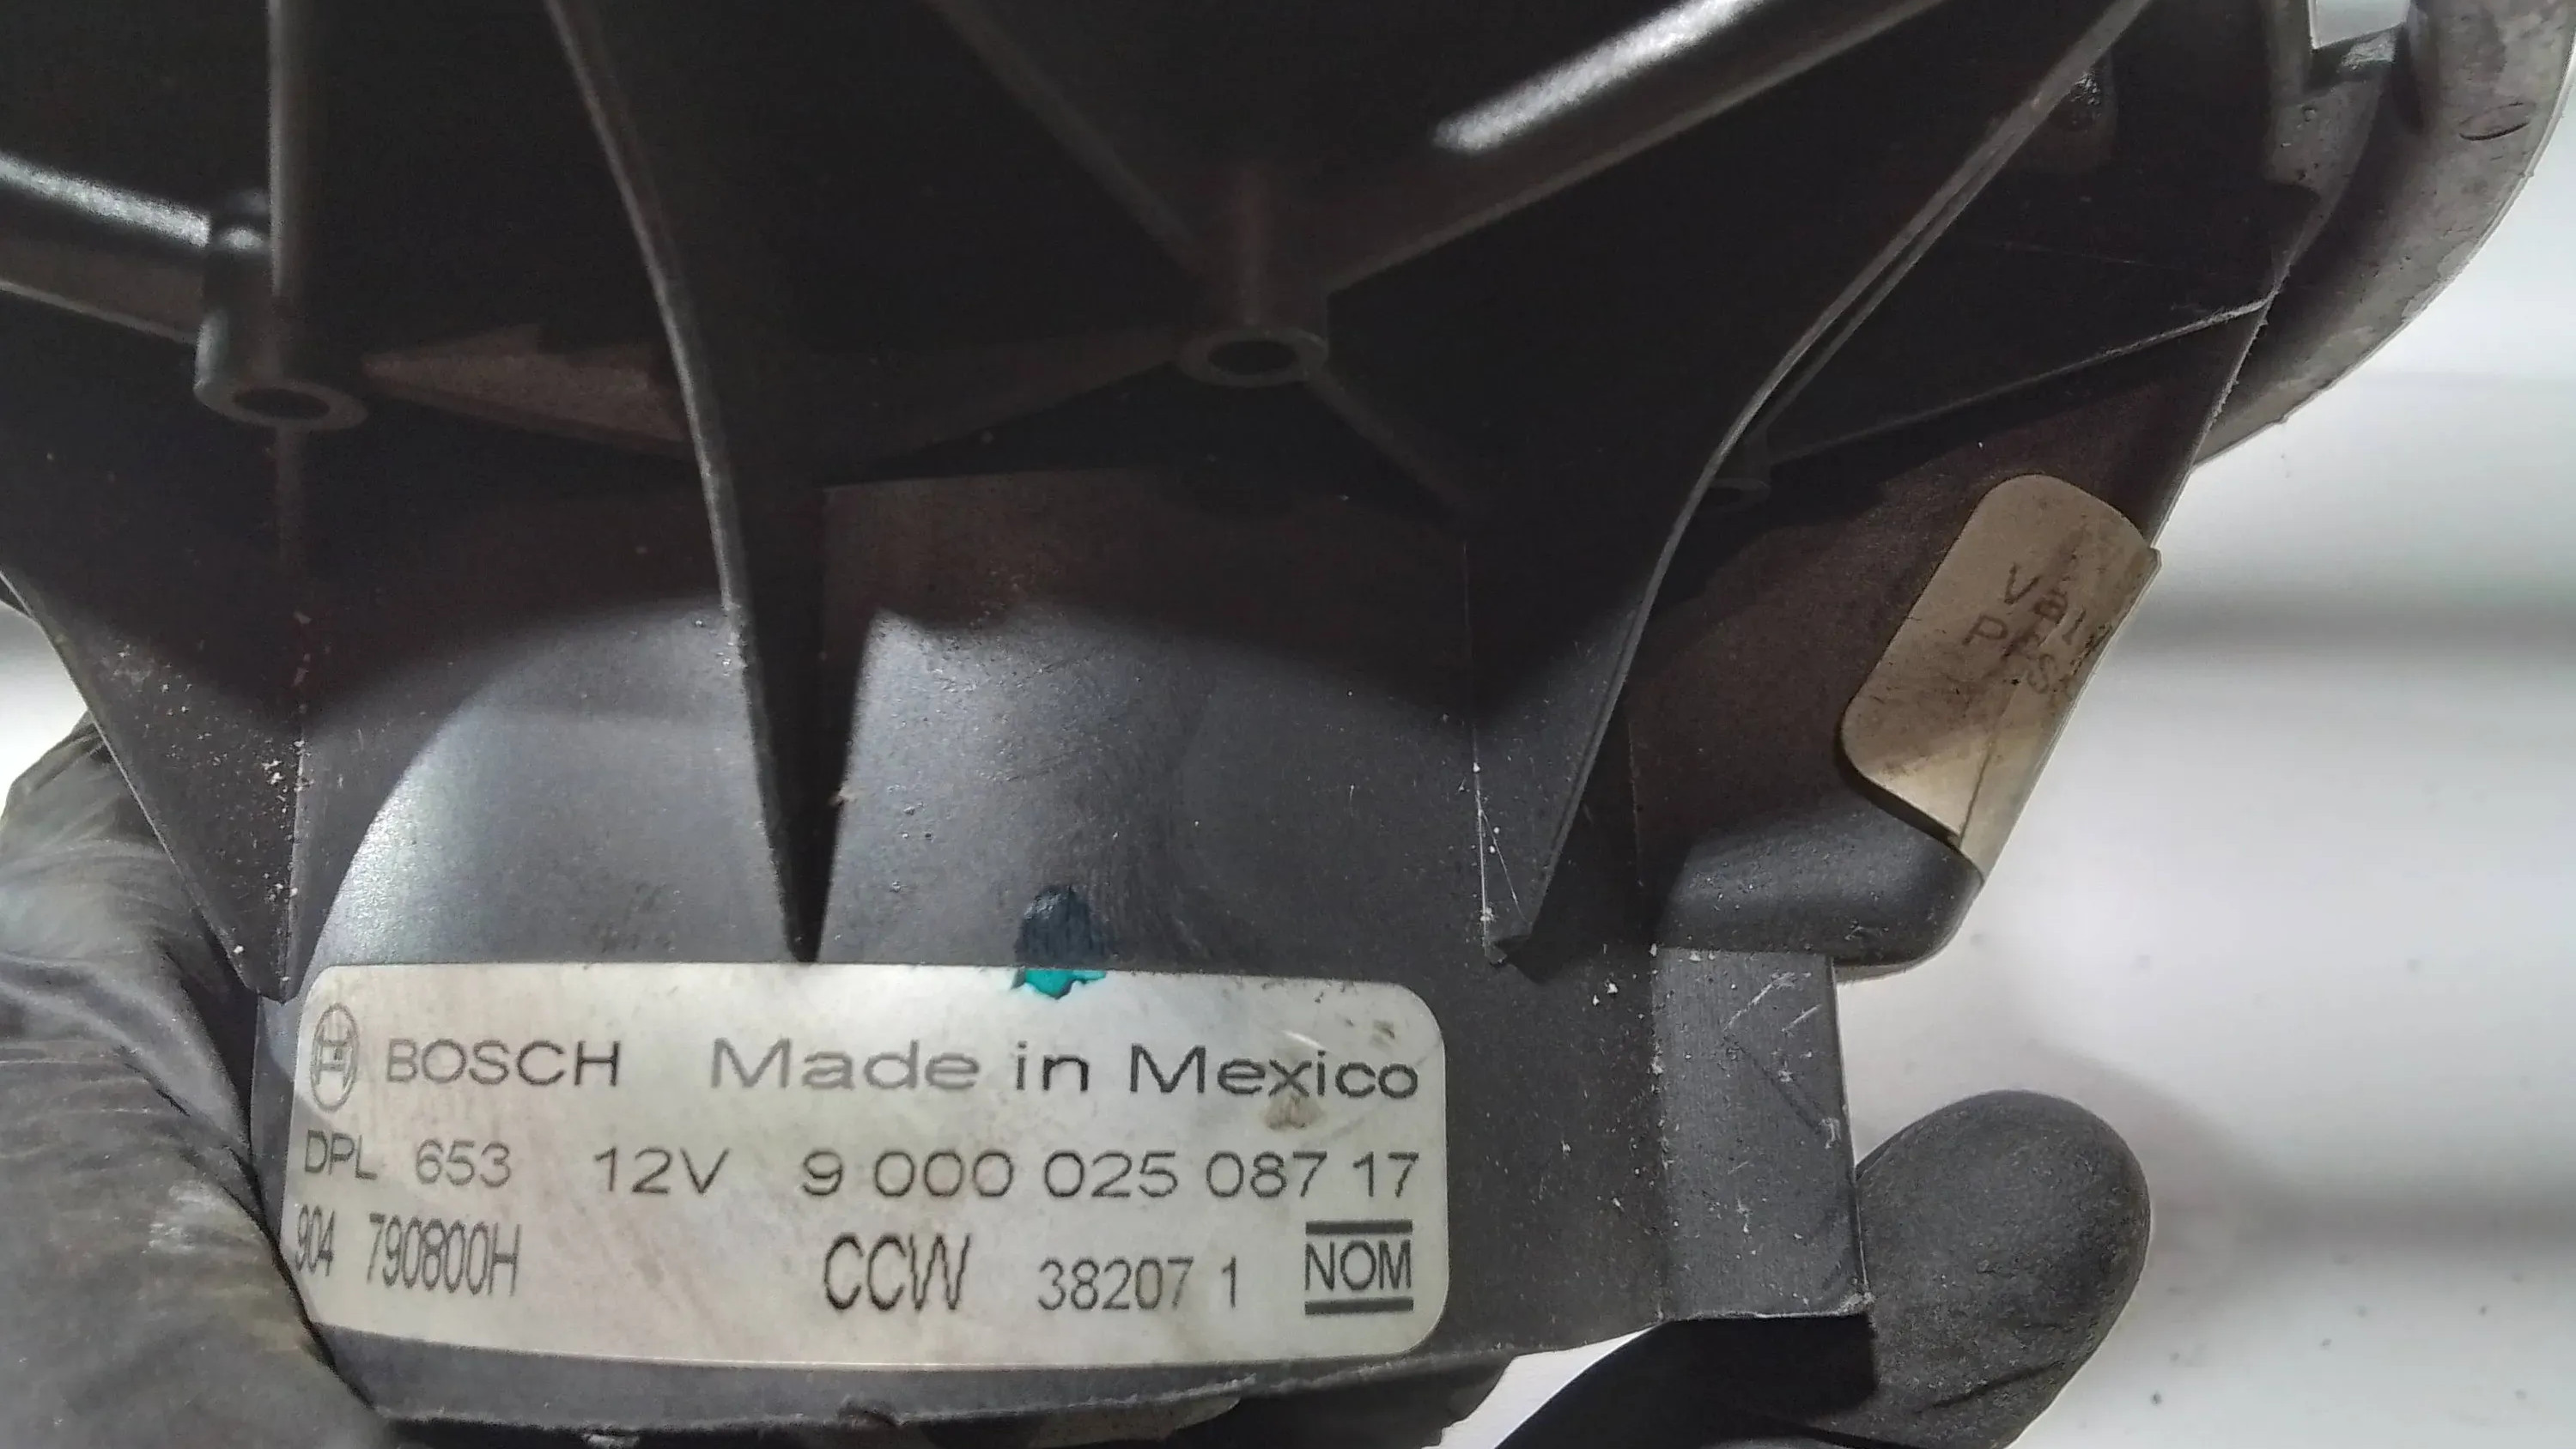 BOSCH Made in Mexico
DPL 653 12V 9 000 025 087 17
904 790800H CCW 38207 1 NOM